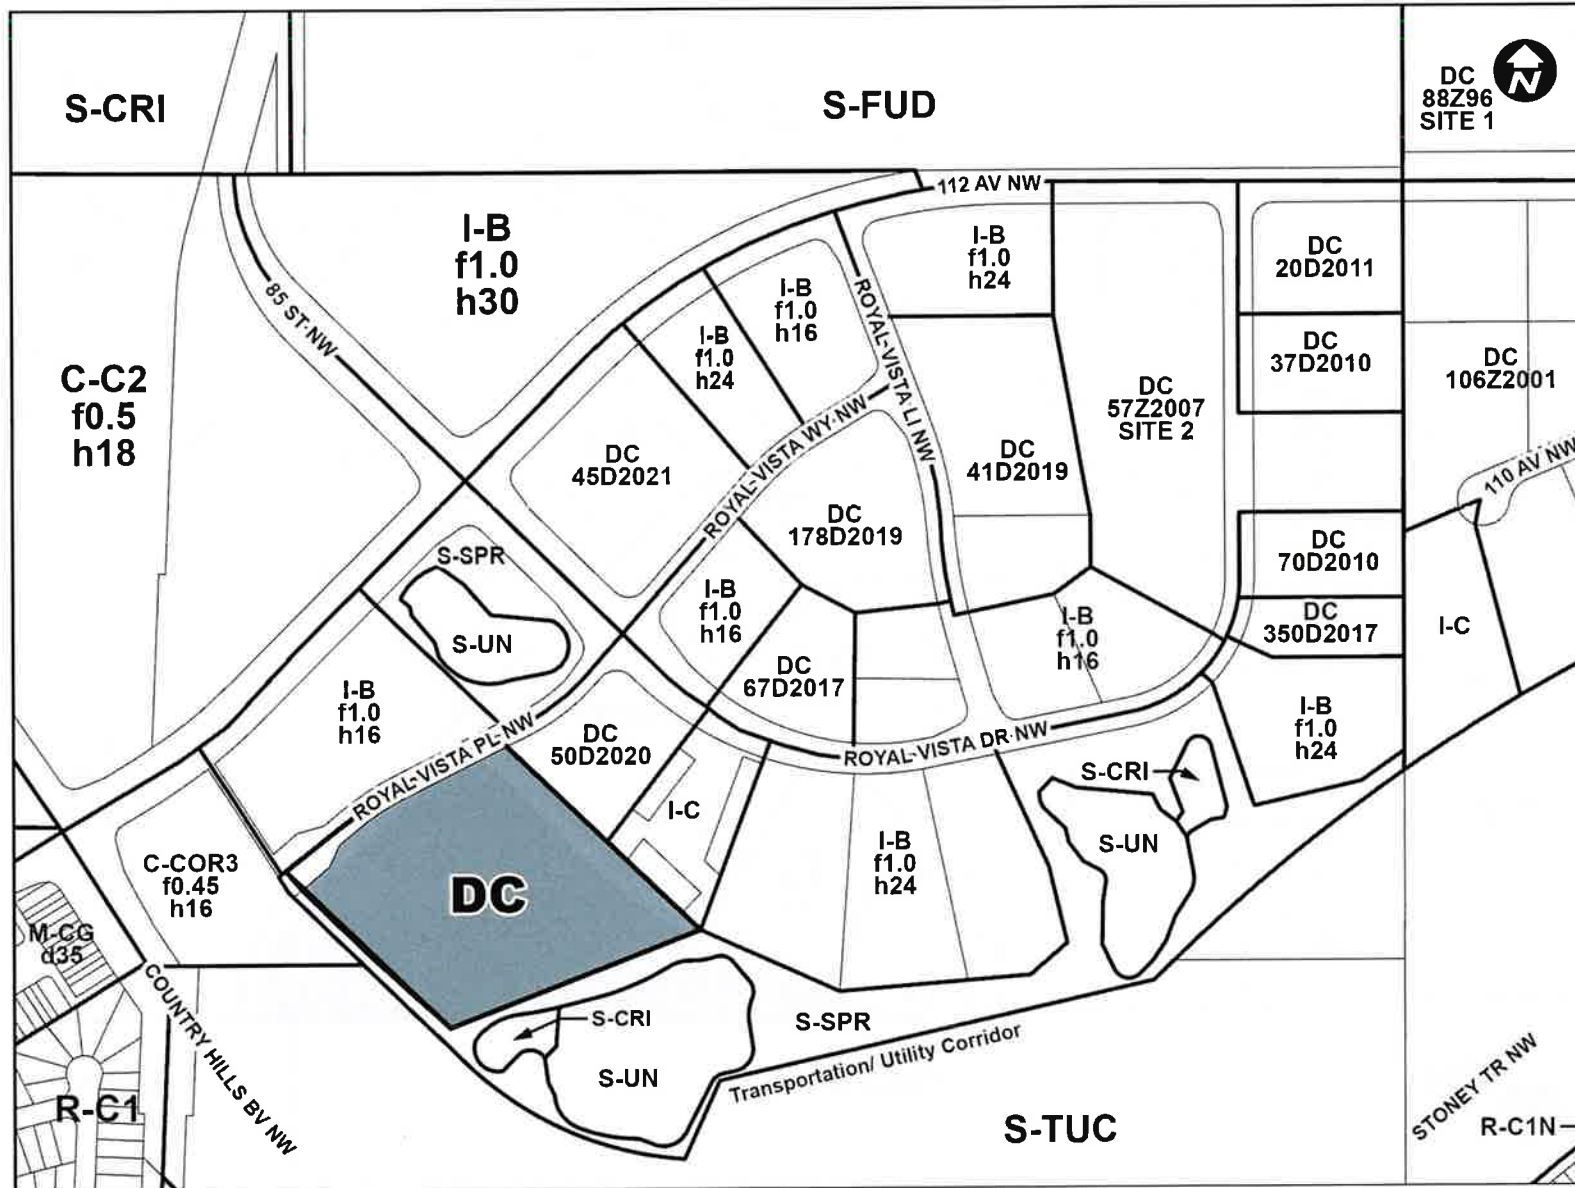 S-CRI
S-FUD
DC
88Z96
SITE 1
N
112 AV NW
I-B
f1.0
h30
85 ST NW
C-C2
f0.5
h18
I-B
f1.0
h24
I-B
f1.0
h16
I-B
f1.0
h24
ROYAL VISTA LI NW
DC
20D2011
DC
37D2010
DC
57Z2007
SITE 2
DC
106Z2001
110 AV NW
DC
45D2021
ROYAL VISTA WY NW
DC
41D2019
DC
178D2019
DC
70D2010
S-SPR
S-UN
I-B
f1.0
h16
I-B
f1.0
h16
DC
350D2017
I-C
DC
67D2017
I-B
f1.0
h16
ROYAL VISTA PL NW
DC
50D2020
ROYAL VISTA DR NW
I-B
f1.0
h24
S-CRI
S-UN
I-C
I-B
f1.0
h24
C-COR3
f0.45
h16
DC
M-CG
d35
COUNTRY HILLS BV NW
S-CRI
S-UN
S-SPR
Transportation/ Utility Corridor
R-C1
S-TUC
STONEY TR NW
R-C1N